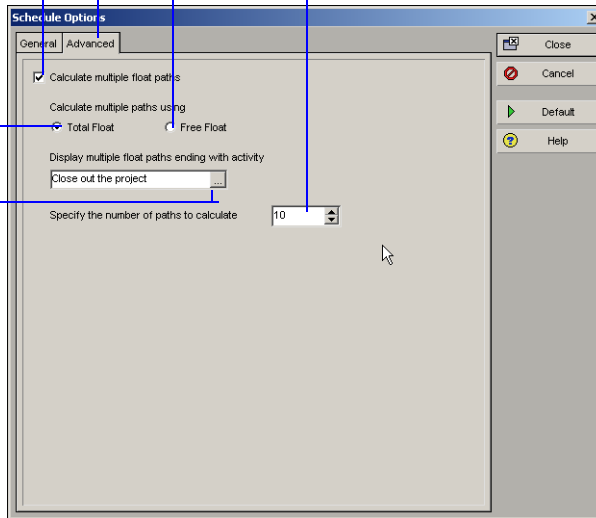 Schedule Options
General Advanced
Close
Cancel
Default
Help
Calculate multiple float paths
Calculate multiple paths using
Total Float Free Float
Display multiple float paths ending with activity
Close out the project ...
Specify the number of paths to calculate 10